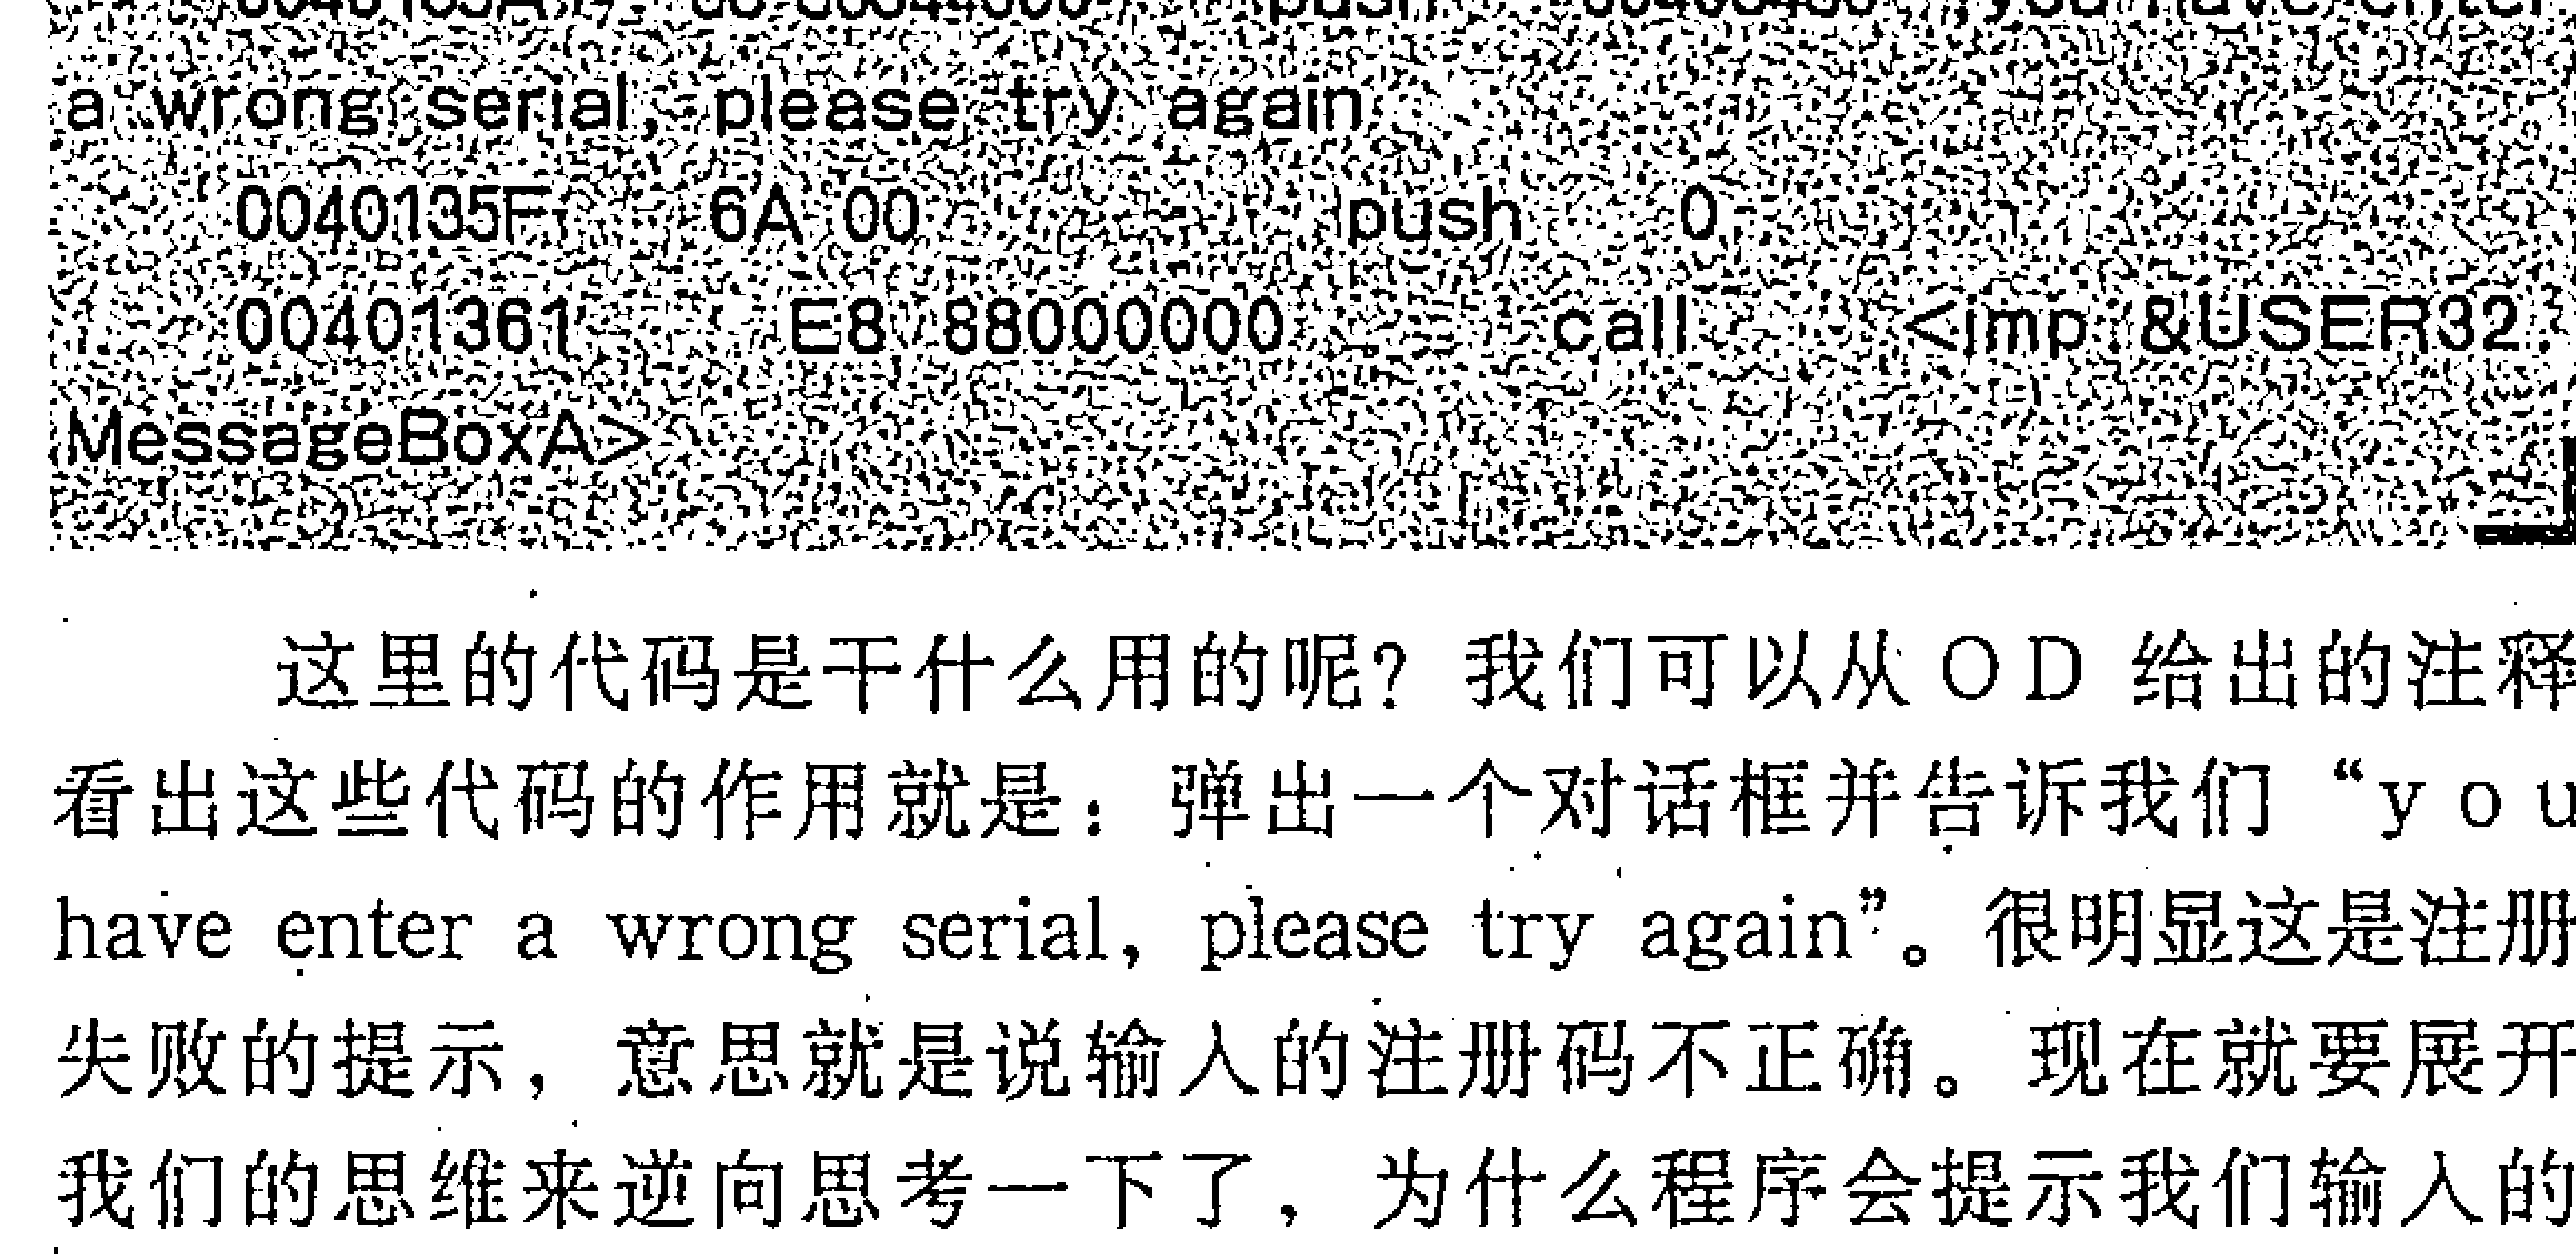 push ;you have enter
a wrong serial, please try again
0040135F 6A 00 push 0
00401361 E8 88000000 call <jmp.&USER32.
MessageBoxA>
这里的代码是干什么用的呢？我们可以从 OD 给出的注释
看出这些代码的作用就是：弹出一个对话框并告诉我们“you
have enter a wrong serial, please try again”。很明显这是注册
失败的提示，意思就是说输入的注册码不正确。现在就要展开
我们的思维来逆向思考一下了，为什么程序会提示我们输入的